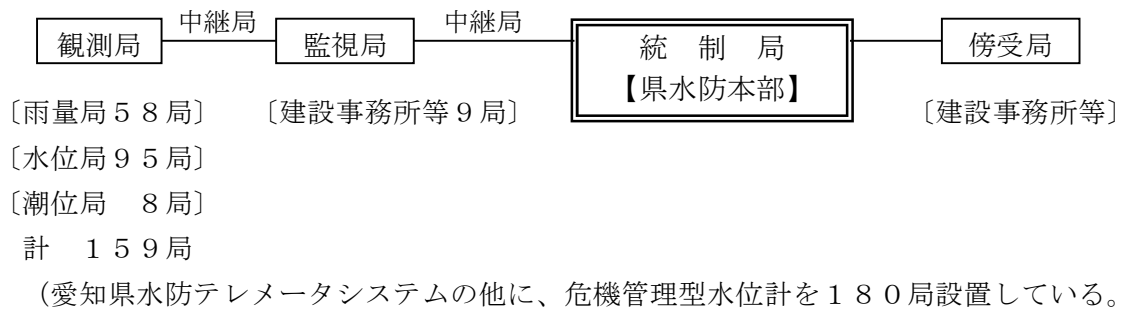 中継局 中継局
観測局 監視局 統 制 局 傍受局
【県水防本部】
〔雨量局58局〕 〔建設事務所等9局〕 〔建設事務所等〕
〔水位局95局〕
〔潮位局 8局〕
計 159局
(愛知県水防テレメータシステムの他に、危機管理型水位計を180局設置している。